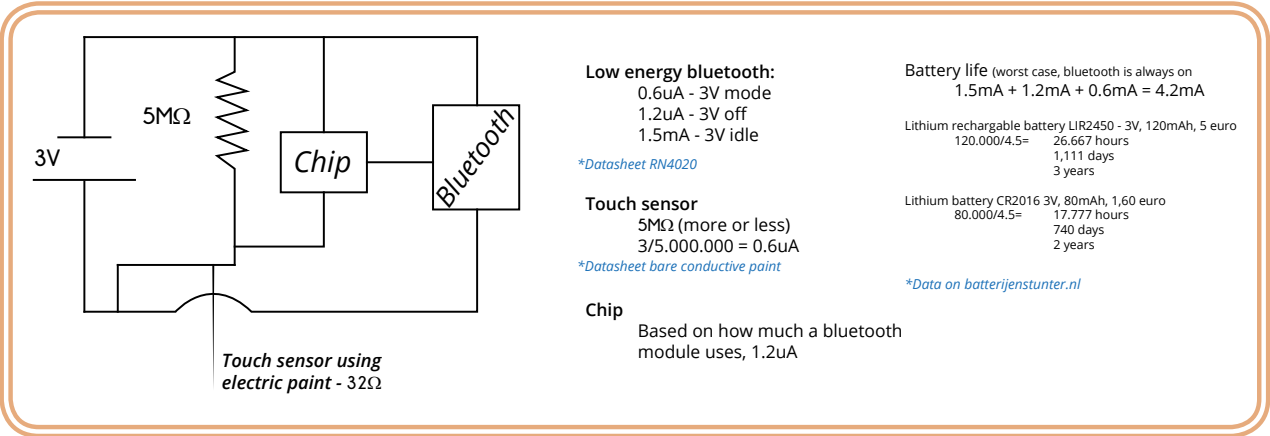 5MΩ
3V
Chip
Bluetooth
Touch sensor using
electric paint - 32Ω
Low energy bluetooth:
0.6uA - 3V mode
1.2uA - 3V off
1.5mA - 3V idle
*Datasheet RN4020
Touch sensor
5MΩ (more or less)
3/5.000.000 = 0.6uA
*Datasheet bare conductive paint
Chip
Based on how much a bluetooth
module uses, 1.2uA
Battery life (worst case, bluetooth is always on
1.5mA + 1.2mA + 0.6mA = 4.2mA
Lithium rechargable battery LIR2450 - 3V, 120mAh, 5 euro
120.000/4.5= 26.667 hours
1,111 days
3 years
Lithium battery CR2016 3V, 80mAh, 1,60 euro
80.000/4.5= 17.777 hours
740 days
2 years
*Data on batterijenstunter.nl